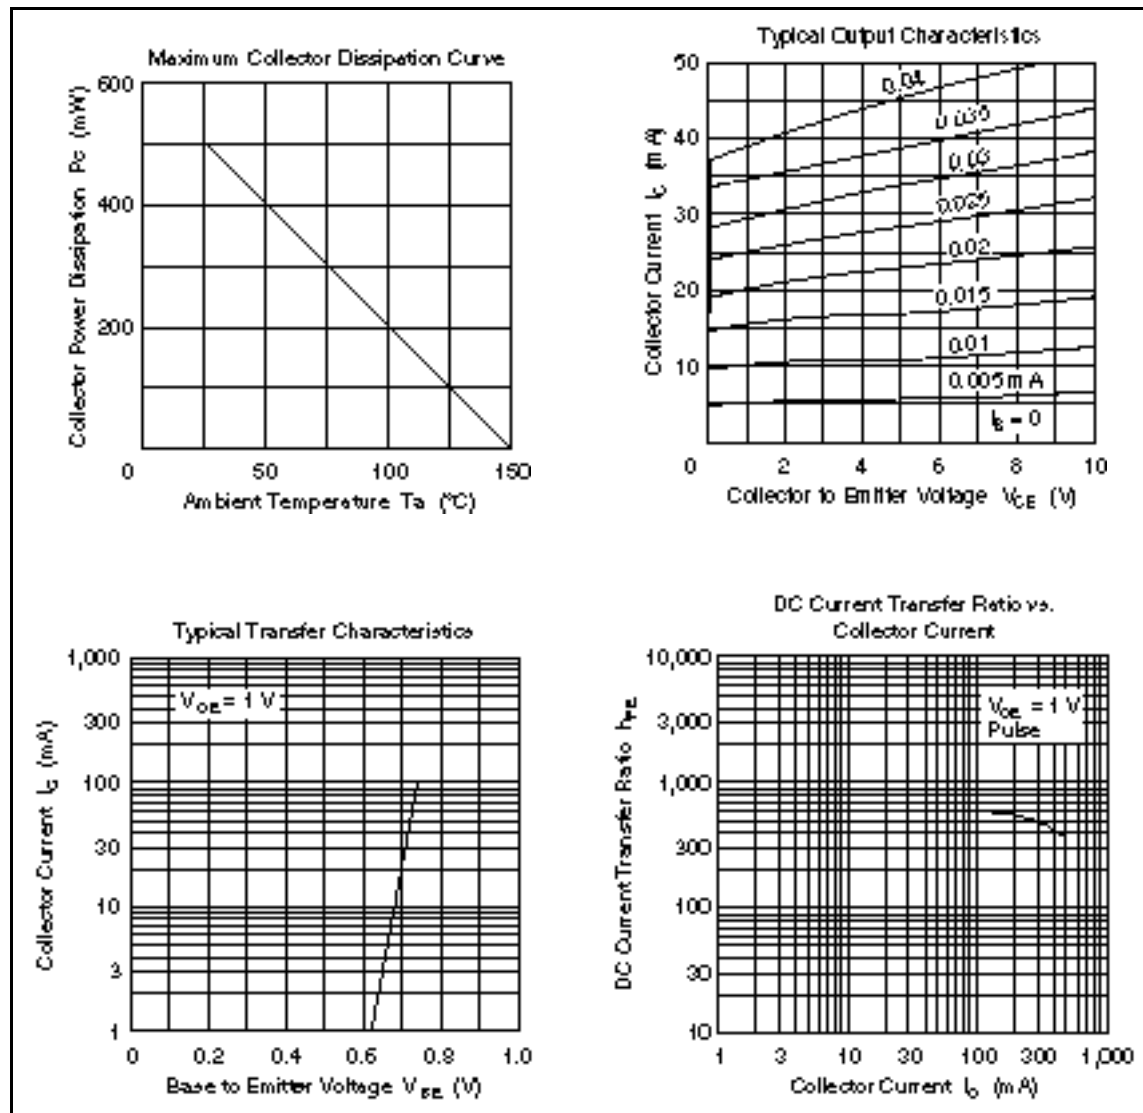 Maximum Collector Dissipation Curve
Collector Power Dissipation Pc (mW)
600
400
200
0
50
100
150
Ambient Temperature Ta (°C)
Typical Output Characteristics
Collector Current IC (mA)
50
40
30
20
10
0.04
0.035
0.03
0.025
0.02
0.015
0.01
0.005 mA
IB = 0
0
2
4
6
8
10
Collector to Emitter Voltage VCE (V)
Typical Transfer Characteristics
Collector Current IC (mA)
1,000
300
100
30
10
3
1
VCE = 1 V
0
0.2
0.4
0.6
0.8
1.0
Base to Emitter Voltage VBE (V)
DC Current Transfer Ratio vs.
Collector Current
DC Current Transfer Ratio hFE
10,000
3,000
1,000
300
100
30
10
VCE = 1 V
Pulse
1
3
10
30
100
300
1,000
Collector Current IC (mA)